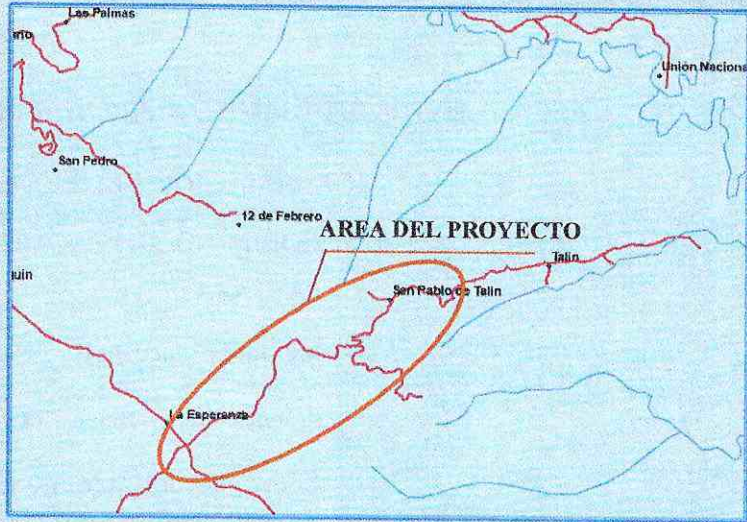 Las Palmas
Unión Naciona
San Pedro
12 de Febrero
AREA DEL PROYECTO
Talin
San Pablo de Talin
quin
La Esperanza